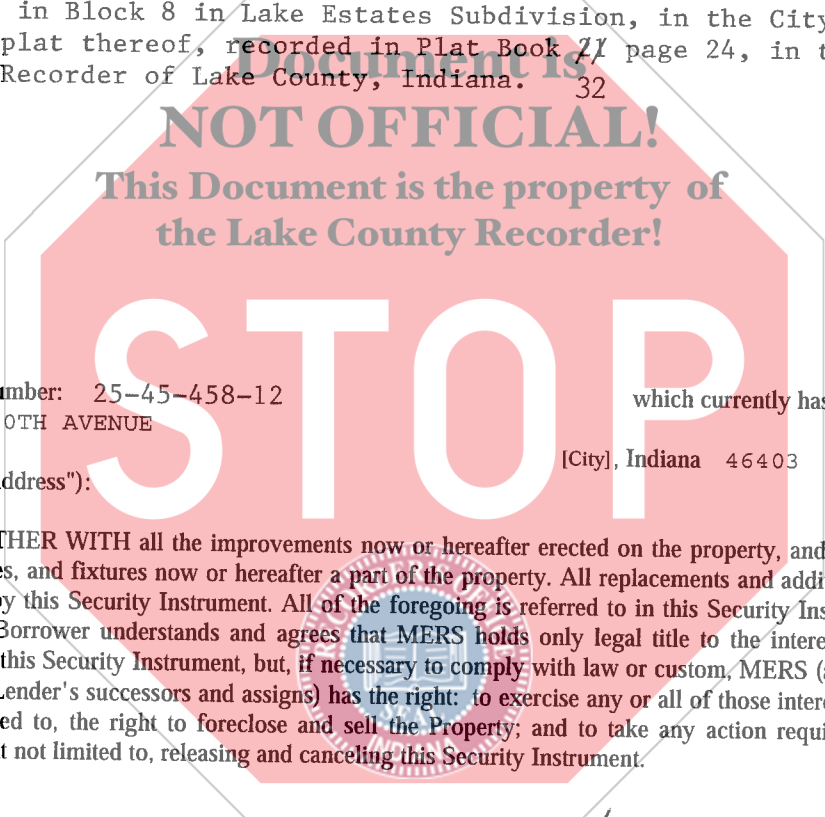 in Block 8 in Lake Estates Subdivision, in the City
plat thereof, recorded in Plat Book 21 page 24, in t
Recorder of Lake County, Indiana. 32
Document is
NOT OFFICIAL!
This Document is the property of
the Lake County Recorder!
STOP
umber: 25-45-458-12 which currently has
0TH AVENUE
[City], Indiana 46403
ddress"):
THER WITH all the improvements now or hereafter erected on the property, and
es, and fixtures now or hereafter a part of the property. All replacements and addi
by this Security Instrument. All of the foregoing is referred to in this Security Ins
Borrower understands and agrees that MERS holds only legal title to the intere
this Security Instrument, but, if necessary to comply with law or custom, MERS (a
Lender's successors and assigns) has the right: to exercise any or all of those intere
ed to, the right to foreclose and sell the Property; and to take any action requi
t not limited to, releasing and canceling this Security Instrument.
SEAL
INDIANA